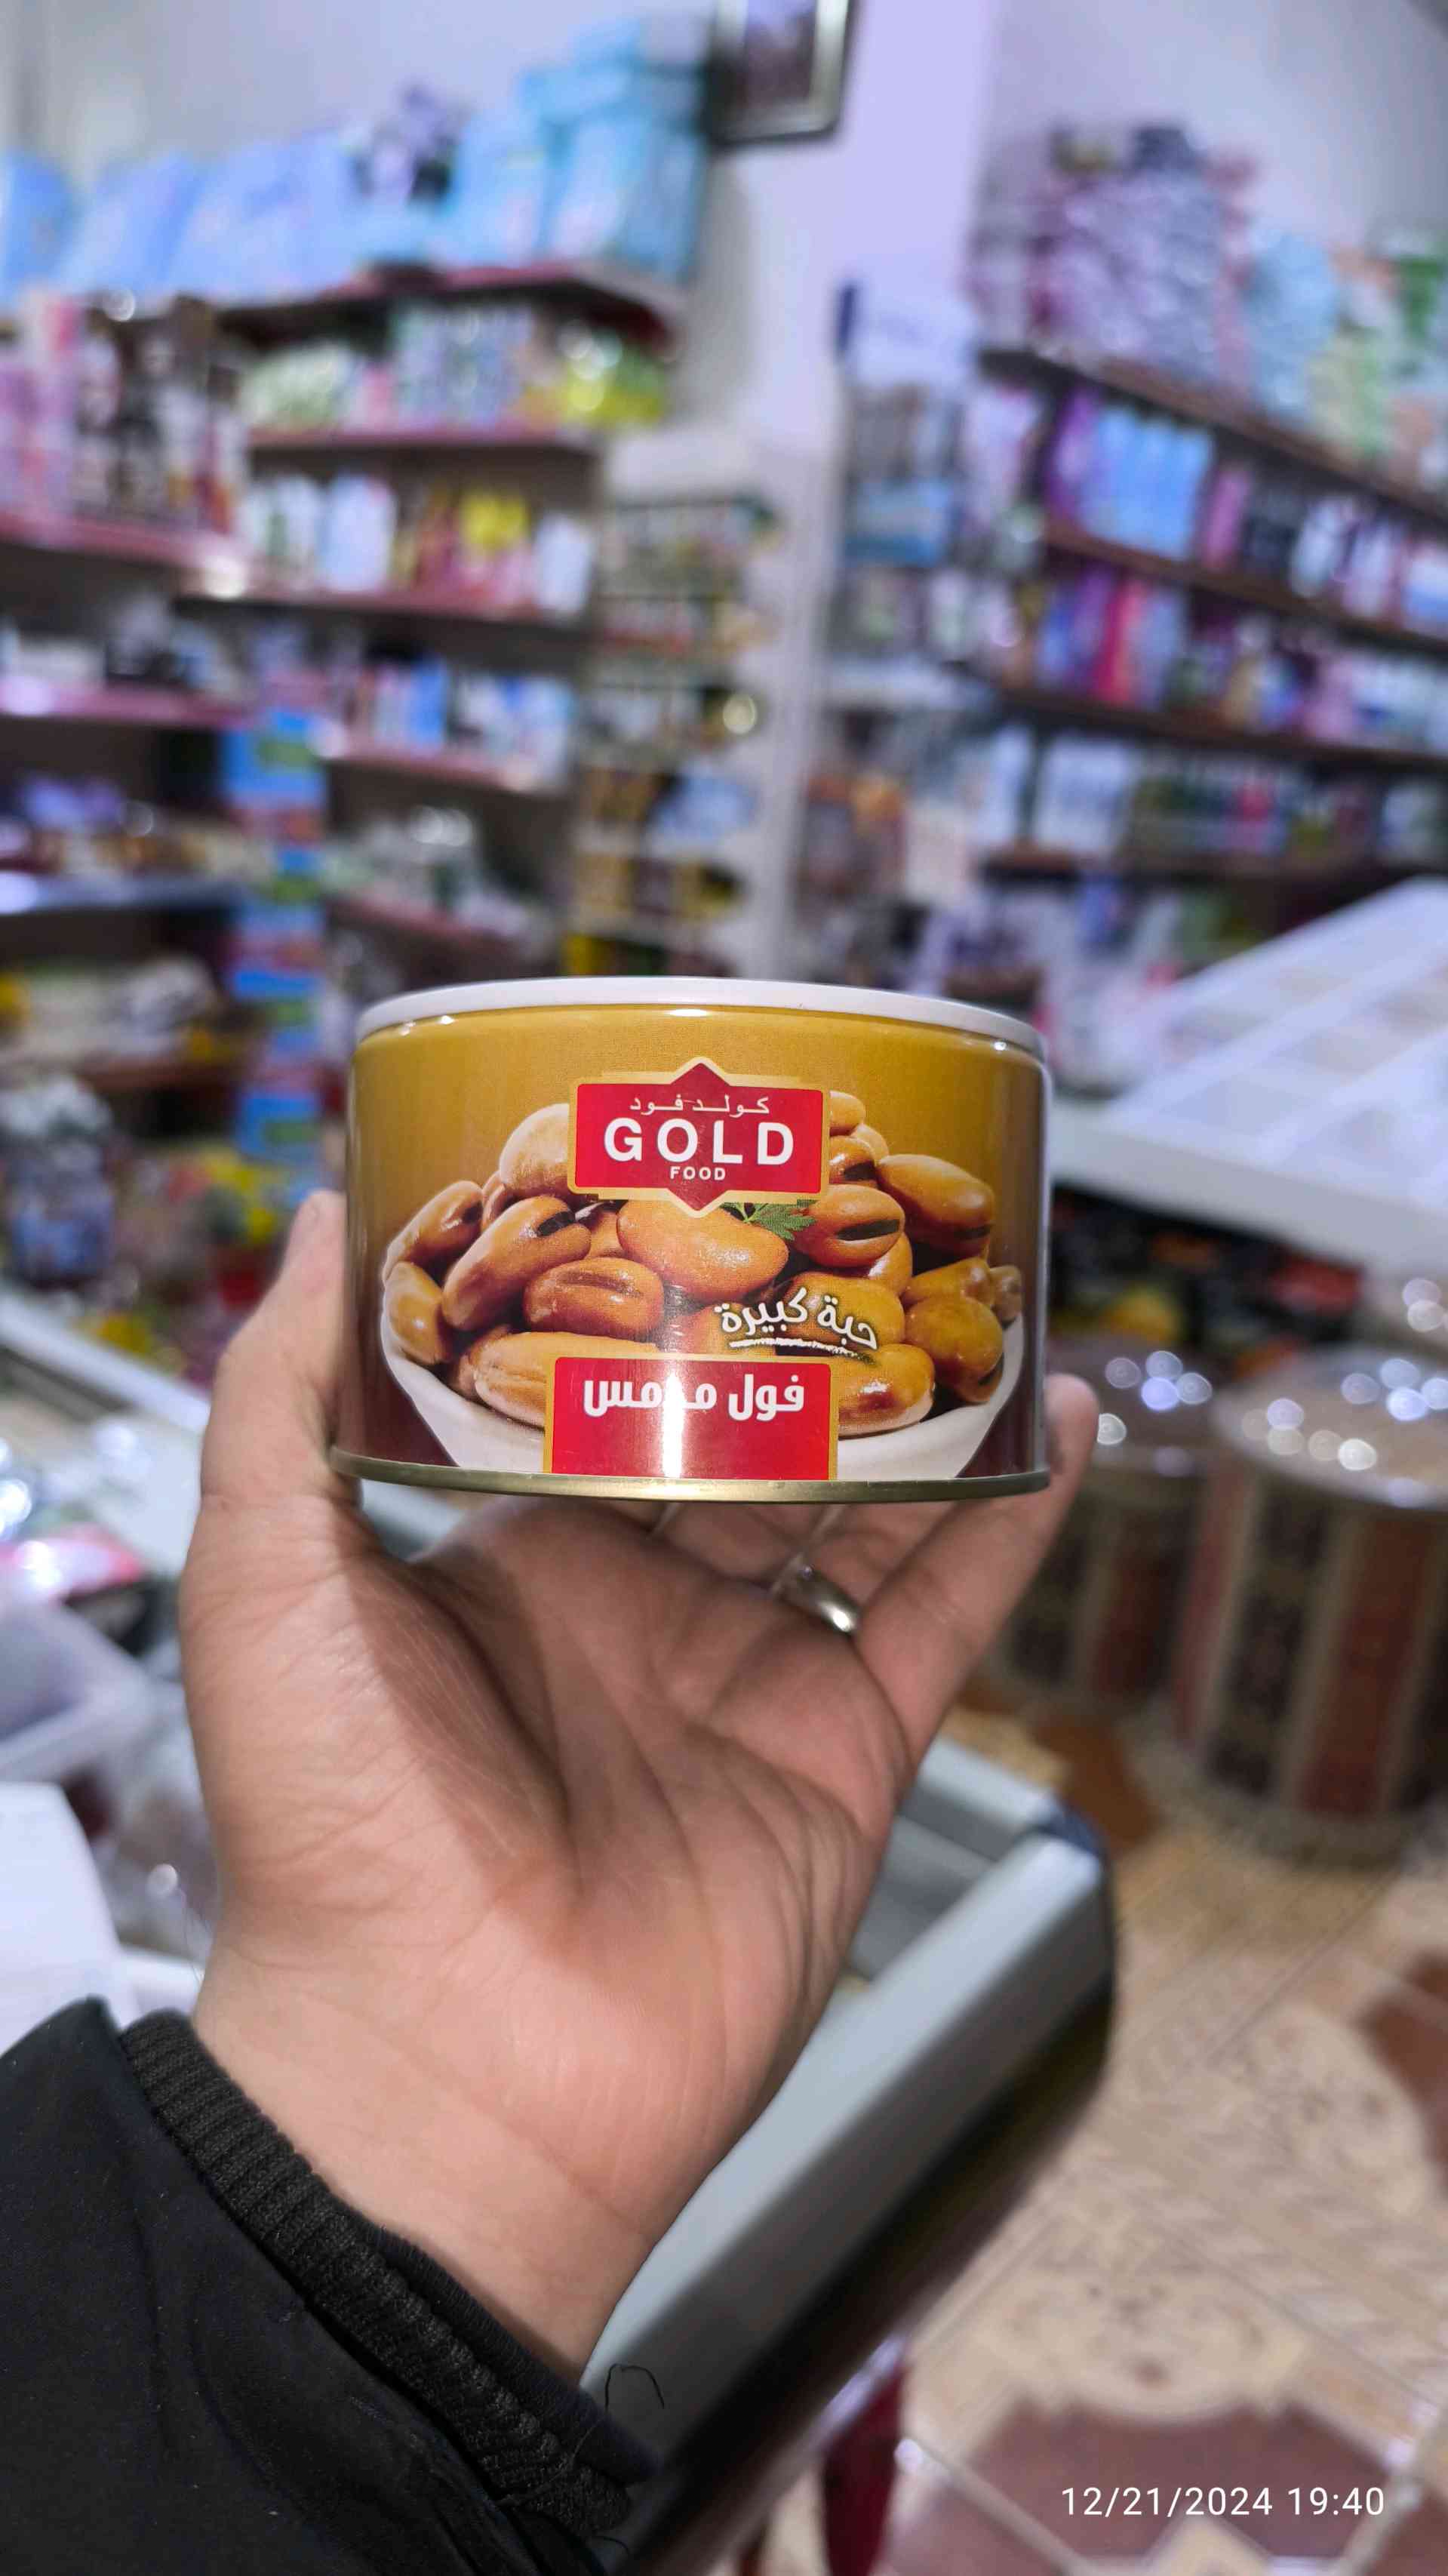 كولد فود
GOLD
FOOD
حبة كبيرة
فول مدمس
12/21/2024 19:40